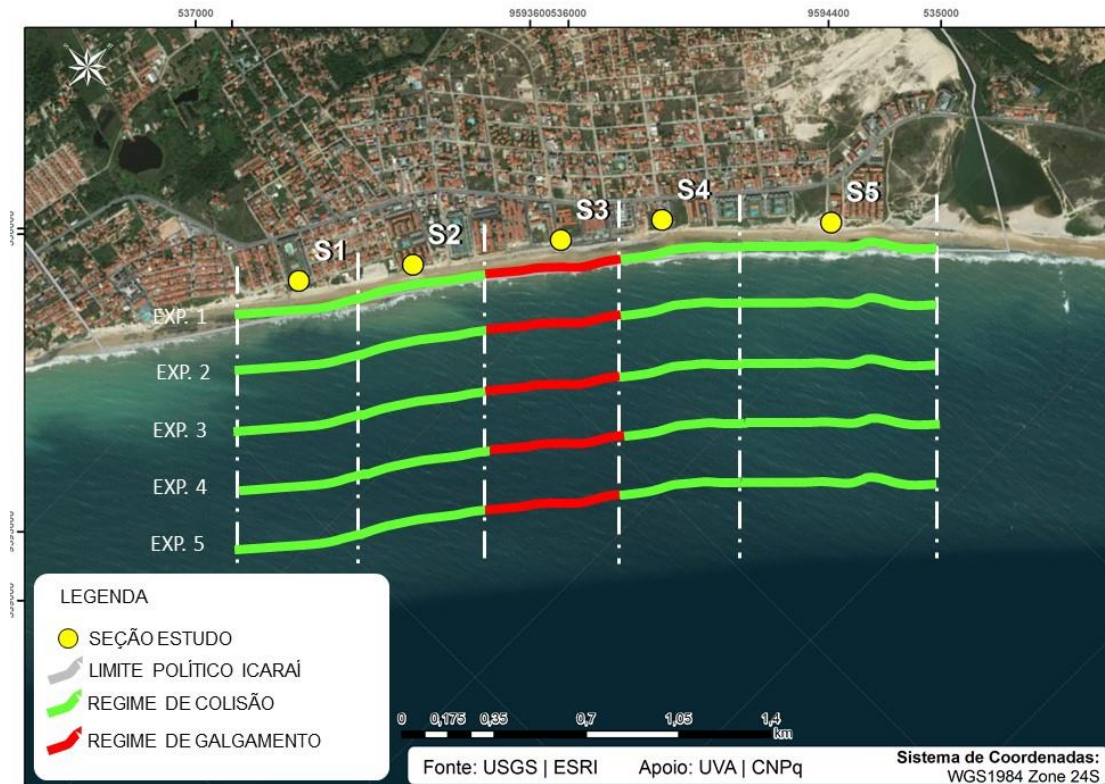 537000
9593600536000
9594400
535000
S1
S2
S3
S4
S5
EXP. 1
EXP. 2
EXP. 3
EXP. 4
EXP. 5
LEGENDA
SEÇÃO ESTUDO
LIMITE POLÍTICO ICARAÍ
REGIME DE COLISÃO
REGIME DE GALGAMENTO
0 0,175 0,35 0,7 1,05 1,4
km
Fonte: USGS | ESRI Apoio: UVA | CNPq
Sistema de Coordenadas:
WGS1984 Zone 24S